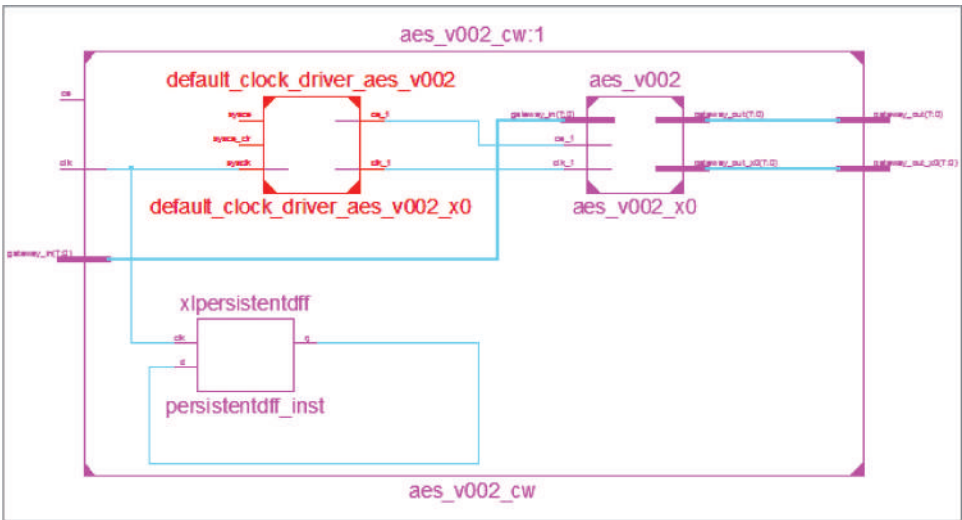 aes_v002_cw:1
default_clock_driver_aes_v002
aes_v002
ce
sysce
ce_1
gateway_in(7:0)
gateway_out(7:0)
gateway_out(7:0)
sysce_clr
ce_1
clk
sysclk
clk_1
clk_1
gateway_out_x0(7:0)
gateway_out_x0(7:0)
default_clock_driver_aes_v002_x0
aes_v002_x0
gateway_in(7:0)
xlpersistentdff
clk
q
d
persistentdff_inst
aes_v002_cw